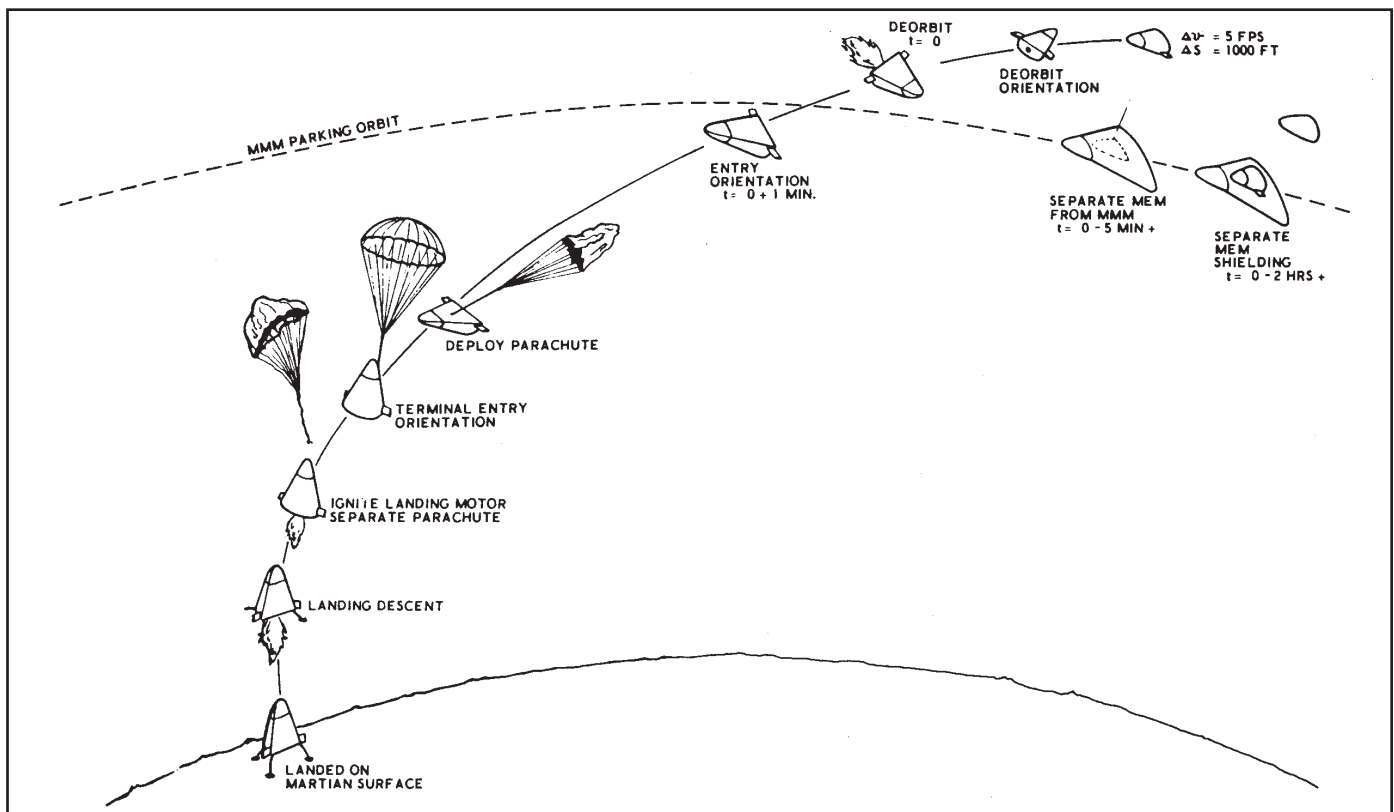 DEORBIT
t= 0
Δv = 5 FPS
ΔS = 1000 FT
DEORBIT
ORIENTATION
MMM PARKING ORBIT
ENTRY
ORIENTATION
t= 0 + 1 MIN.
SEPARATE MEM
FROM MMM
t= 0 - 5 MIN +
SEPARATE
MEM
SHIELDING
t= 0 - 2 HRS +
DEPLOY PARACHUTE
TERMINAL ENTRY
ORIENTATION
IGNITE LANDING MOTOR
SEPARATE PARACHUTE
LANDING DESCENT
LANDED ON
MARTIAN SURFACE